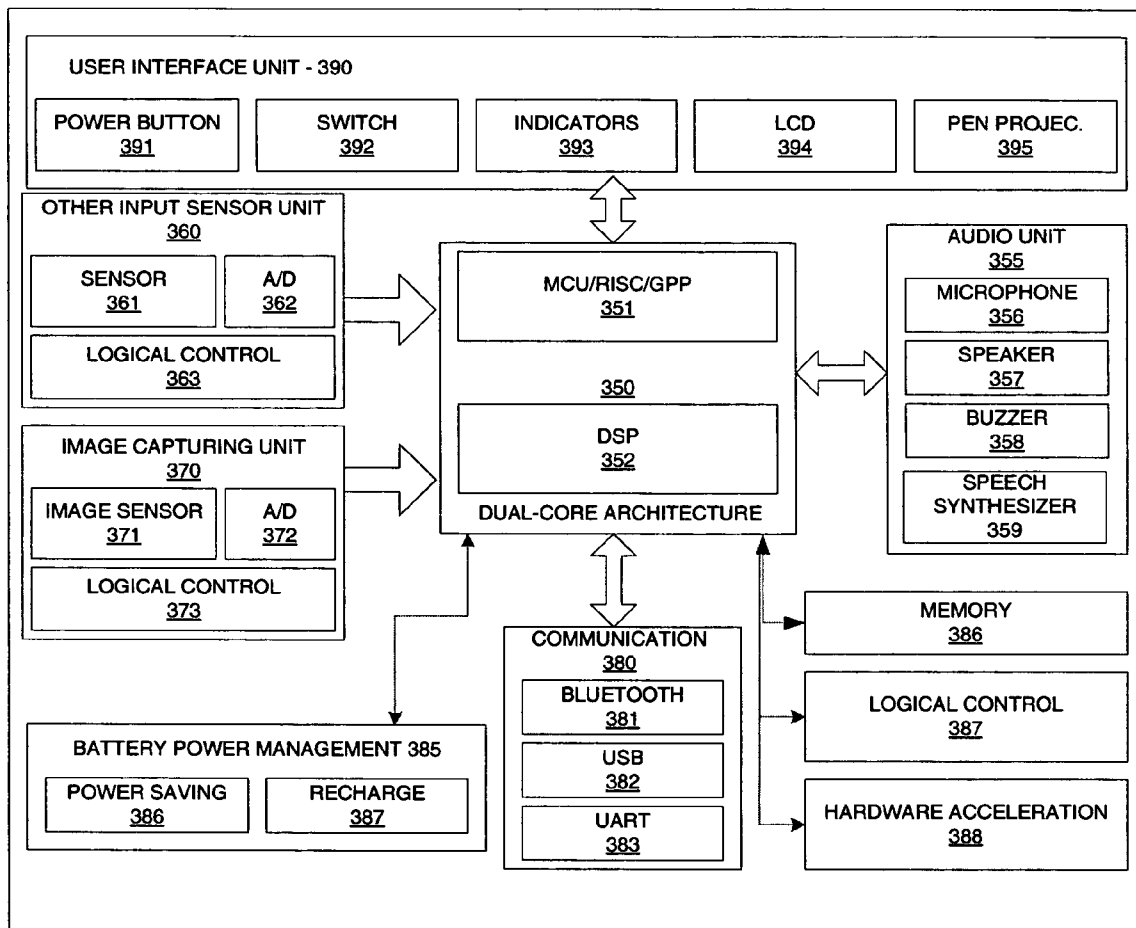 USER INTERFACE UNIT - 390
POWER BUTTON
391
SWITCH
392
INDICATORS
393
LCD
394
PEN PROJEC.
395
OTHER INPUT SENSOR UNIT
360
SENSOR
361
A/D
362
LOGICAL CONTROL
363
IMAGE CAPTURING UNIT
370
IMAGE SENSOR
371
A/D
372
LOGICAL CONTROL
373
MCU/RISC/GPP
351
350
DSP
352
DUAL-CORE ARCHITECTURE
AUDIO UNIT
355
MICROPHONE
356
SPEAKER
357
BUZZER
358
SPEECH
SYNTHESIZER
359
BATTERY POWER MANAGEMENT 385
POWER SAVING
386
RECHARGE
387
COMMUNICATION
380
BLUETOOTH
381
USB
382
UART
383
MEMORY
386
LOGICAL CONTROL
387
HARDWARE ACCELERATION
388